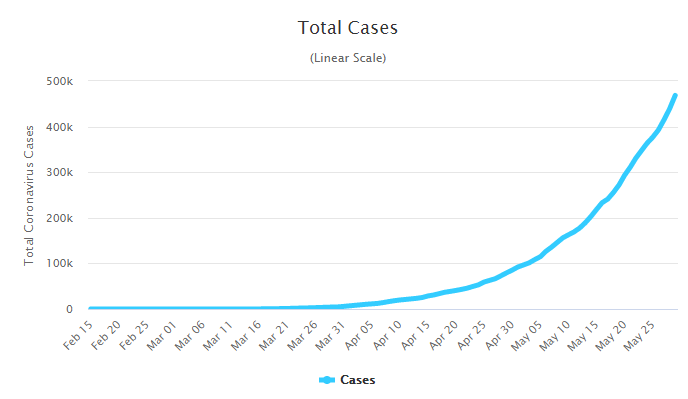 Total Cases
(Linear Scale)
Total Coronavirus Cases
500k
400k
300k
200k
100k
0
Feb 15
Feb 20
Feb 25
Mar 01
Mar 06
Mar 11
Mar 16
Mar 21
Mar 26
Mar 31
Apr 05
Apr 10
Apr 15
Apr 20
Apr 25
Apr 30
May 05
May 10
May 15
May 20
May 25
Cases